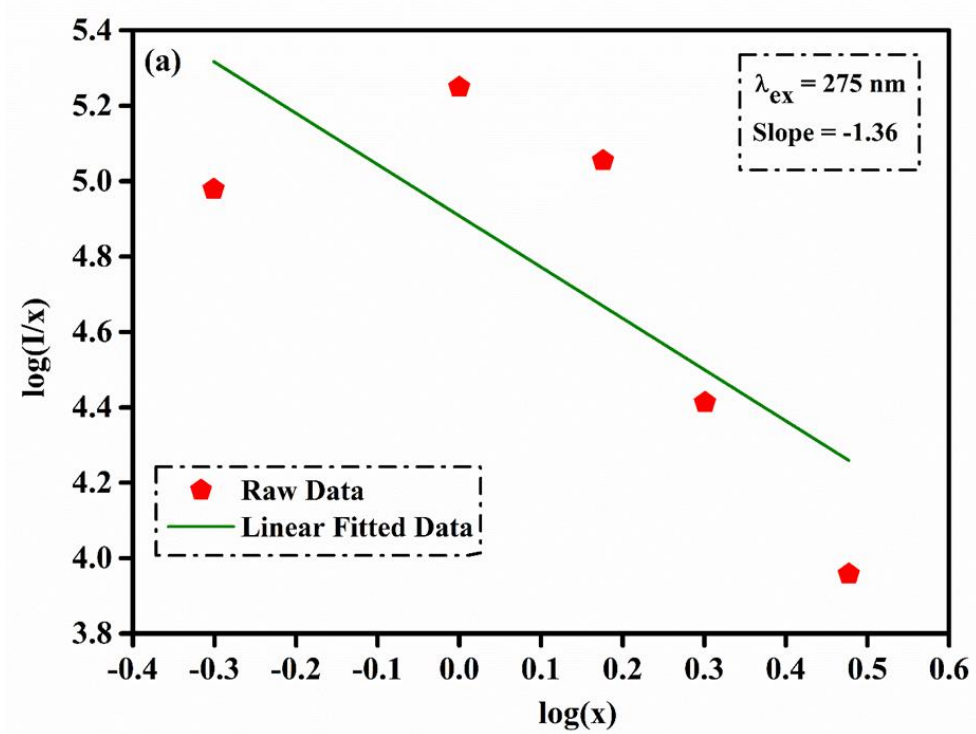 (a)
λex = 275 nm
Slope = -1.36
5.4
5.2
5.0
4.8
4.6
4.4
4.2
4.0
3.8
log(I/x)
Raw Data
Linear Fitted Data
-0.4 -0.3 -0.2 -0.1 0.0 0.1 0.2 0.3 0.4 0.5 0.6
log(x)